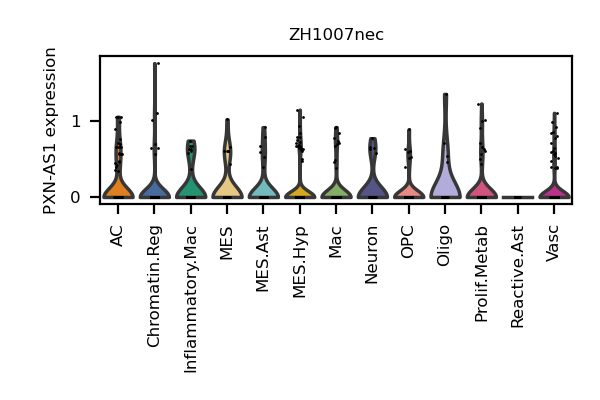 ZH1007nec
PXN-AS1 expression
1
0
AC
Chromatin.Reg
Inflammatory.Mac
MES
MES.Ast
MES.Hyp
Mac
Neuron
OPC
Oligo
Prolif.Metab
Reactive.Ast
Vasc